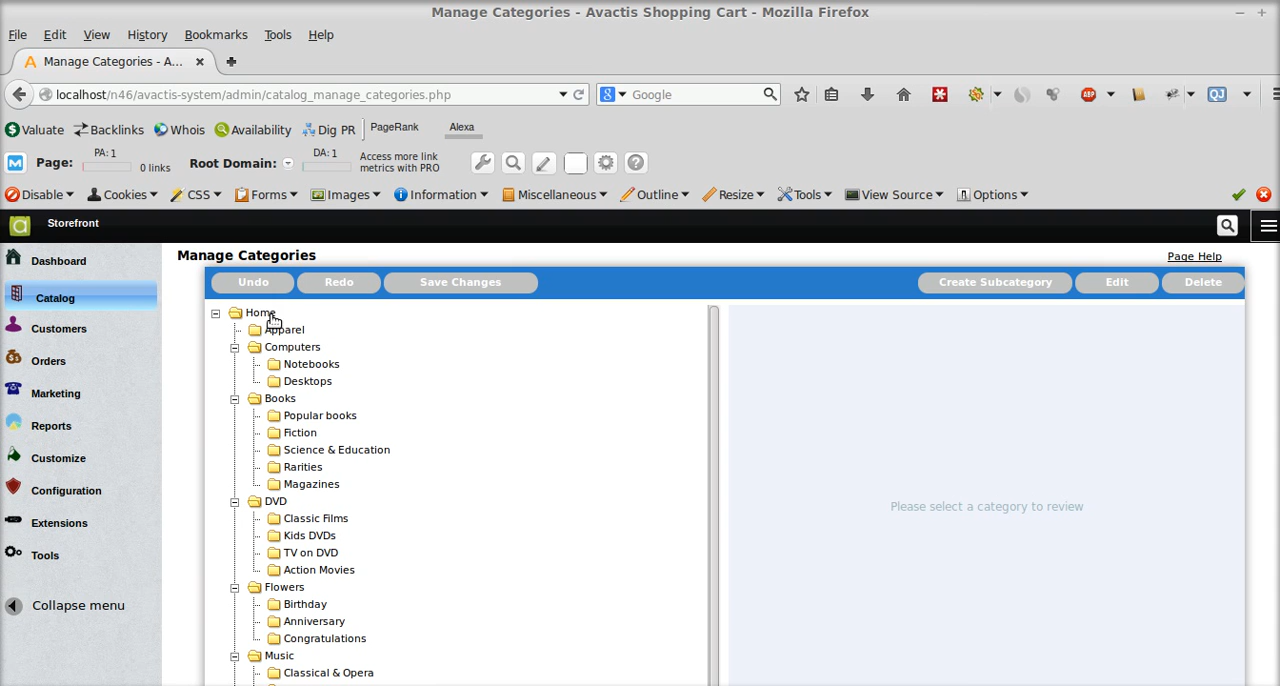 Manage Categories - Avactis Shopping Cart - Mozilla Firefox
File Edit View History Bookmarks Tools Help
Manage Categories - A...
localhost/n46/avactis-system/admin/catalog_manage_categories.php Google
Valuate Backlinks Whois Availability Dig PR PageRank Alexa
Page: PA: 1 0 links Root Domain: DA: 1 Access more link
metrics with PRO
Disable Cookies CSS Forms Images Information Miscellaneous Outline Resize Tools View Source Options
Storefront
Manage Categories Page Help
Dashboard
Catalog
Customers
Orders
Marketing
Reports
Customize
Configuration
Extensions
Tools
Collapse menu
Undo Redo Save Changes Create Subcategory Edit Delete
Home
Apparel
Computers
Notebooks
Desktops
Books
Popular books
Fiction
Science & Education
Rarities
Magazines
DVD
Classic Films
Kids DVDs
TV on DVD
Action Movies
Flowers
Birthday
Anniversary
Congratulations
Music
Classical & Opera
Please select a category to review